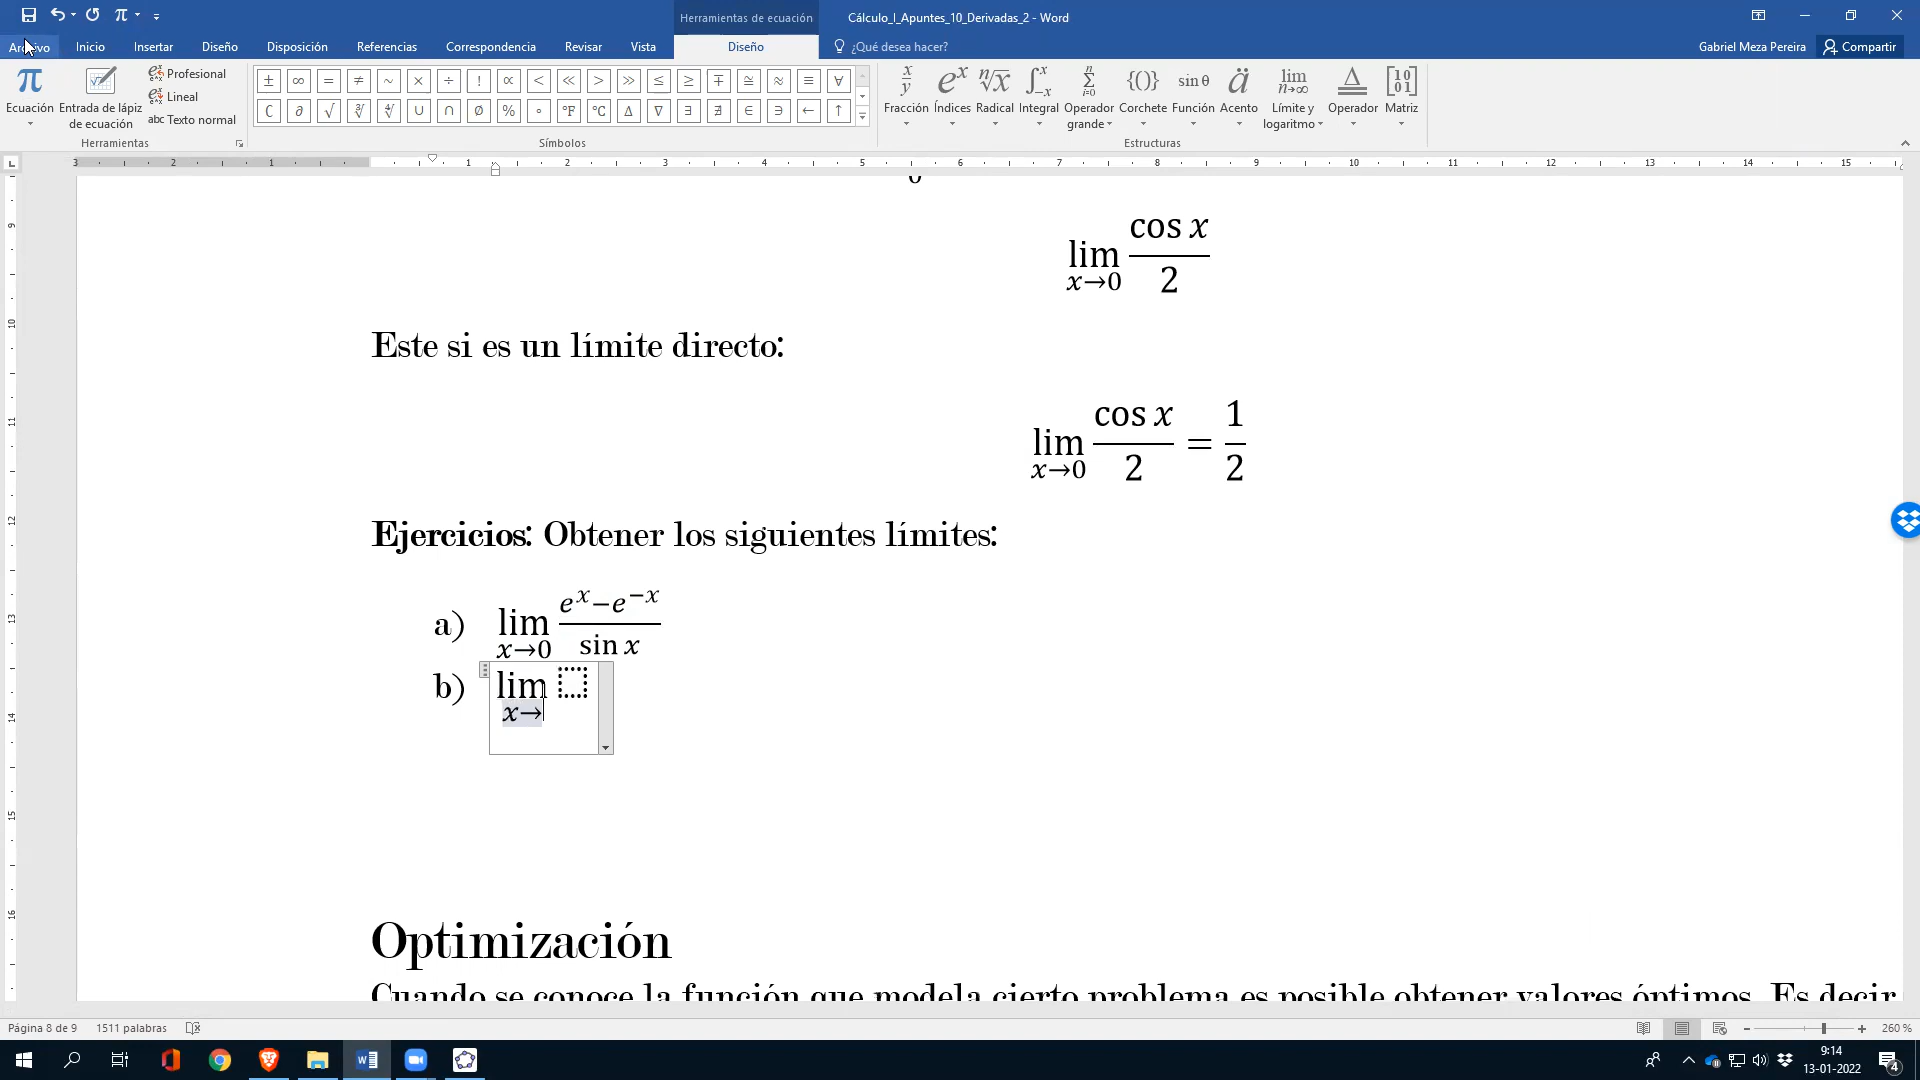 Herramientas de ecuación
Cálculo_I_Apuntes_10_Derivadas_2 - Word
Archivo Inicio Insertar Diseño Disposición Referencias Correspondencia Revisar Vista Diseño ¿Qué desea hacer? Gabriel Meza Pereira Compartir
Ecuación
Entrada de lápiz de ecuación
Profesional
Lineal
abc Texto normal
Herramientas
± ∞ = ≠ ~ × ÷ ! ∝ < ≪ > ≫ ≤ ≥ ∓ ≅ ≈ ≡ ∀
∁ ∂ √ ∛ ∜ ∪ ∩ ∅ % ° °F °C ∆ ∇ ∃ ∄ ∈ ∋ ← ↑
Símbolos
Fracción Índices Radical Integral Operador grande Corchete Función Acento Límite y logaritmo Operador Matriz
Estructuras
lim x→0 cos x / 2
Este si es un límite directo:
lim x→0 cos x / 2 = 1 / 2
Ejercicios: Obtener los siguientes límites:
a) lim x→0 e^x−e^−x / sin x
b) lim x→
Optimización
Cuando se conoce la función que modela cierto problema es posible obtener valores óptimos. Es decir
Página 8 de 9 1511 palabras 260 %
9:14
13-01-2022
4